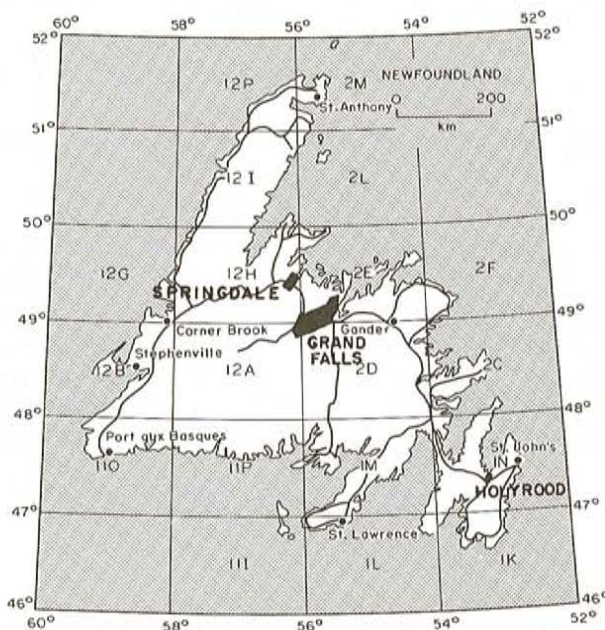 60° 58° 56° 54° 52°
52° 52°
12P 2M NEWFOUNDLAND
St. Anthony 0 200
km
51° 51°
12I 2L
50° 50°
12G 12H 2E 2F
SPRINGDALE
49° 49°
Corner Brook Gander
GRAND
FALLS
Stephenville
12B 12A 2D 2C
48° 48°
Port aux Basques
St. John's
11O 11P 1M 1N
HOLYROOD
47° 47°
St. Lawrence
11I 1L 1K
46° 46°
60° 58° 56° 54° 52°